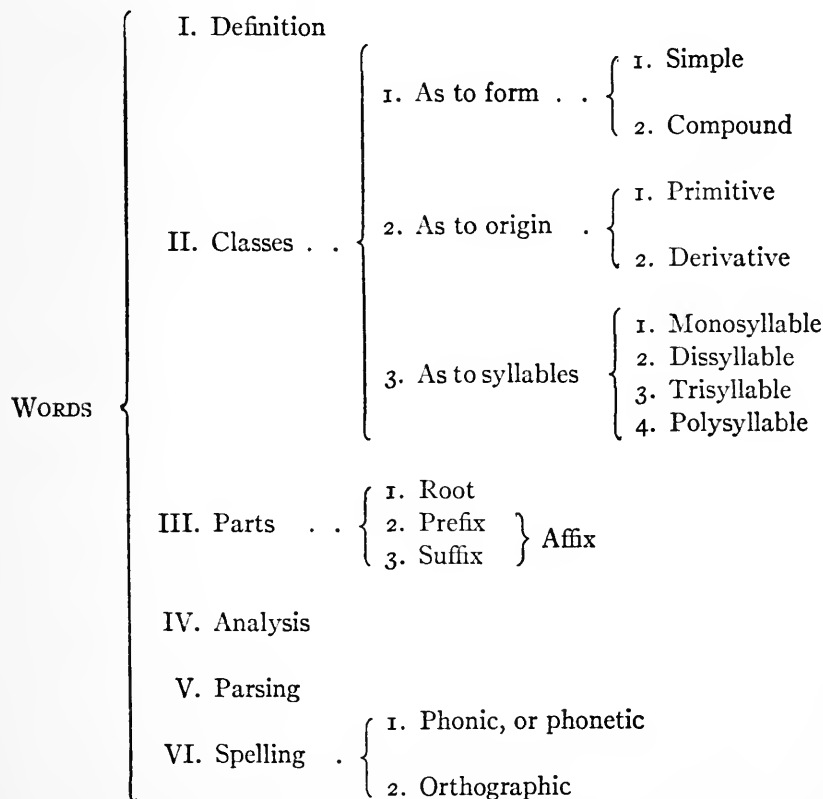 WORDS
I. Definition
II. Classes . .
1. As to form . .
1. Simple
2. Compound
2. As to origin .
1. Primitive
2. Derivative
3. As to syllables
1. Monosyllable
2. Dissyllable
3. Trisyllable
4. Polysyllable
III. Parts . .
1. Root
2. Prefix
3. Suffix
Affix
IV. Analysis
V. Parsing
VI. Spelling .
1. Phonic, or phonetic
2. Orthographic